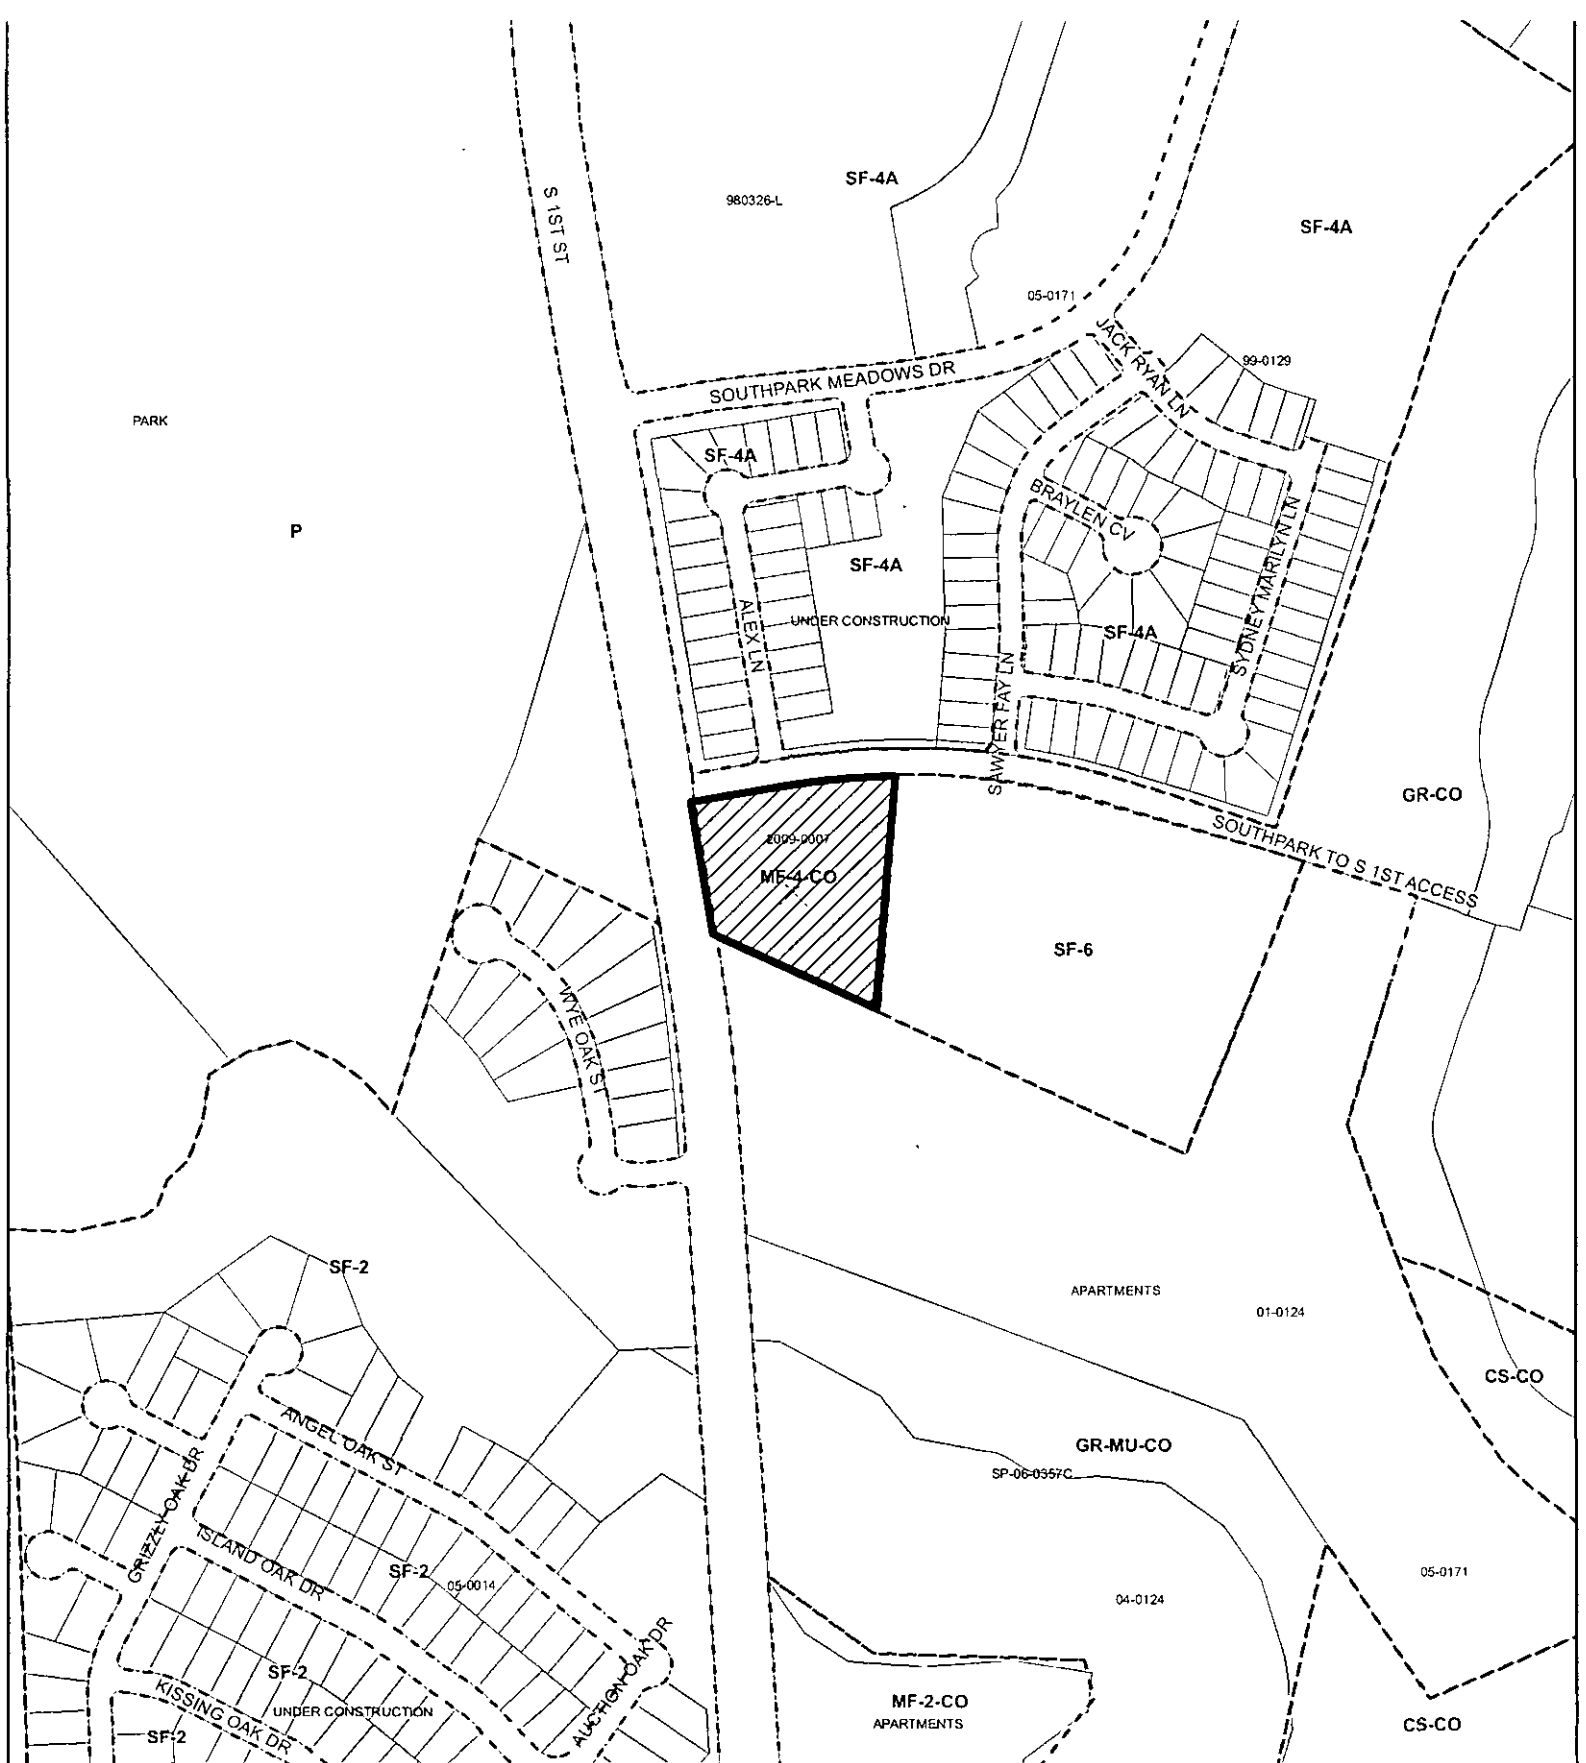 SF-4A
980326-L
S 1ST ST
SF-4A
05-0171
JACK RYAN LN
99-0129
SOUTHPARK MEADOWS DR
PARK
SF-4A
BRAYLEN CV
P
SF-4A
SYDNEY MARILYN LN
ALEX LN
UNDER CONSTRUCTION
SF-4A
SAWYER FAY LN
GR-CO
SOUTHPARK TO S 1ST ACCESS
2009-0007
MF-4-CO
SF-6
WYE OAK ST
SF-2
APARTMENTS
01-0124
CS-CO
ANGEL OAK ST
GR-MU-CO
SP-06-0357C
GRIZZLY OAK DR
ISLAND OAK DR
SF-2
05-0014
05-0171
04-0124
AUCTION OAK DR
SF-2
KISSING OAK DR
UNDER CONSTRUCTION
MF-2-CO
APARTMENTS
SF-2
CS-CO